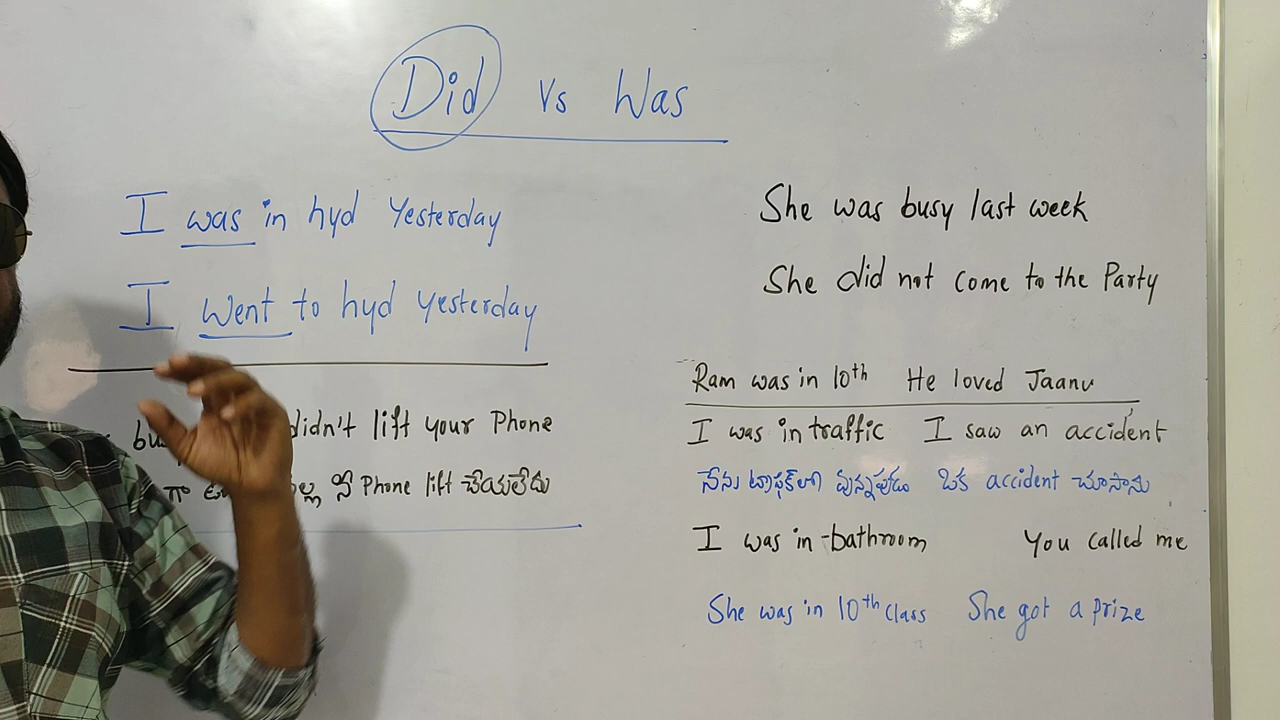 Did Vs Was
I was in hyd Yesterday
I went to hyd yesterday
didn't lift your Phone
నీ Phone lift చేయలేదు
She was busy last week
She did not come to the Party
Ram was in 10th He loved Jaanu
I was in traffic I saw an accident
నేను ట్రాఫిక్‌లో వున్నపుడు ఒక accident చూసాను
I was in bathroom You called me
She was in 10th class She got a prize